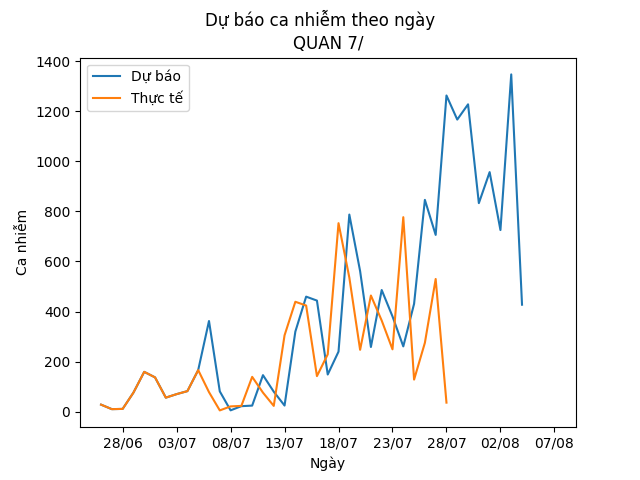 Dự báo ca nhiễm theo ngày
QUAN 7/
Dự báo
Thực tế
Ca nhiễm
1400
1200
1000
800
600
400
200
0
28/06 03/07 08/07 13/07 18/07 23/07 28/07 02/08 07/08
Ngày